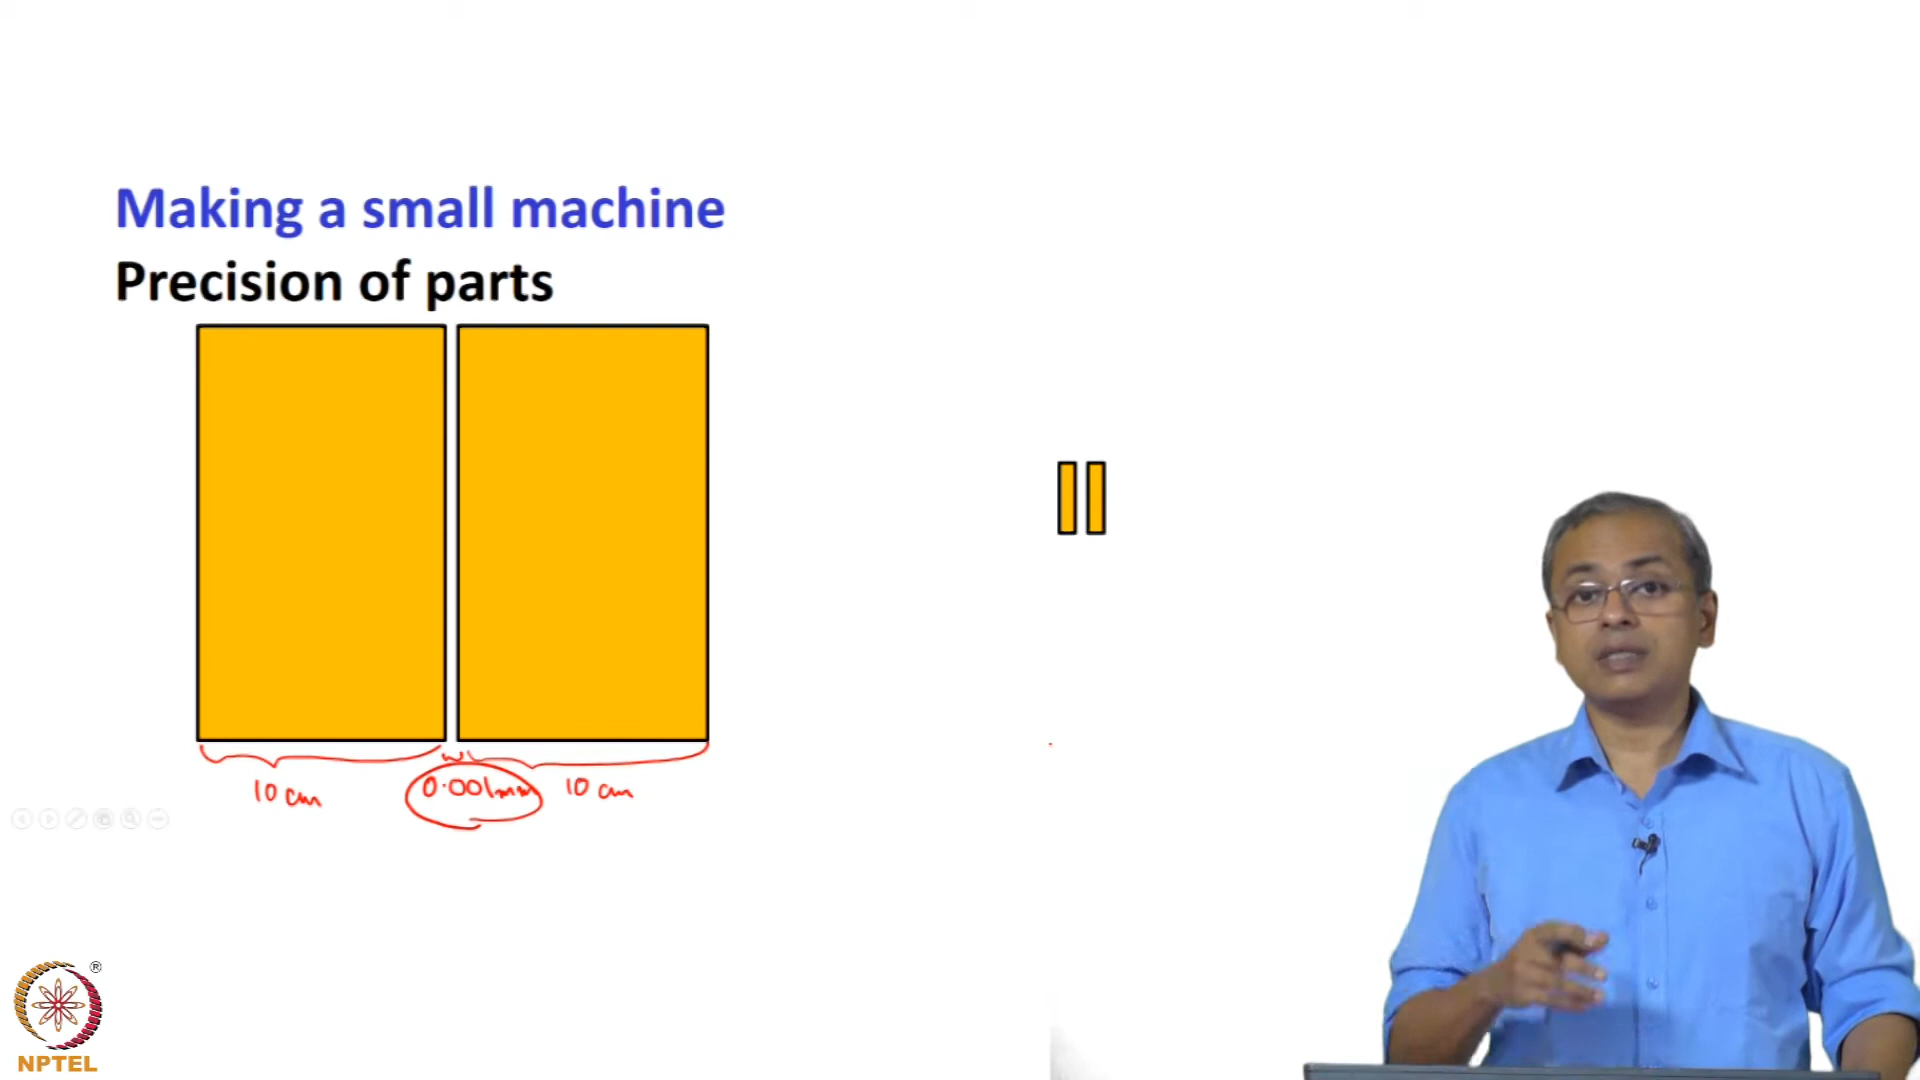 Making a small machine
Precision of parts
10 cm 0.001mm 10 cm
®
NPTEL